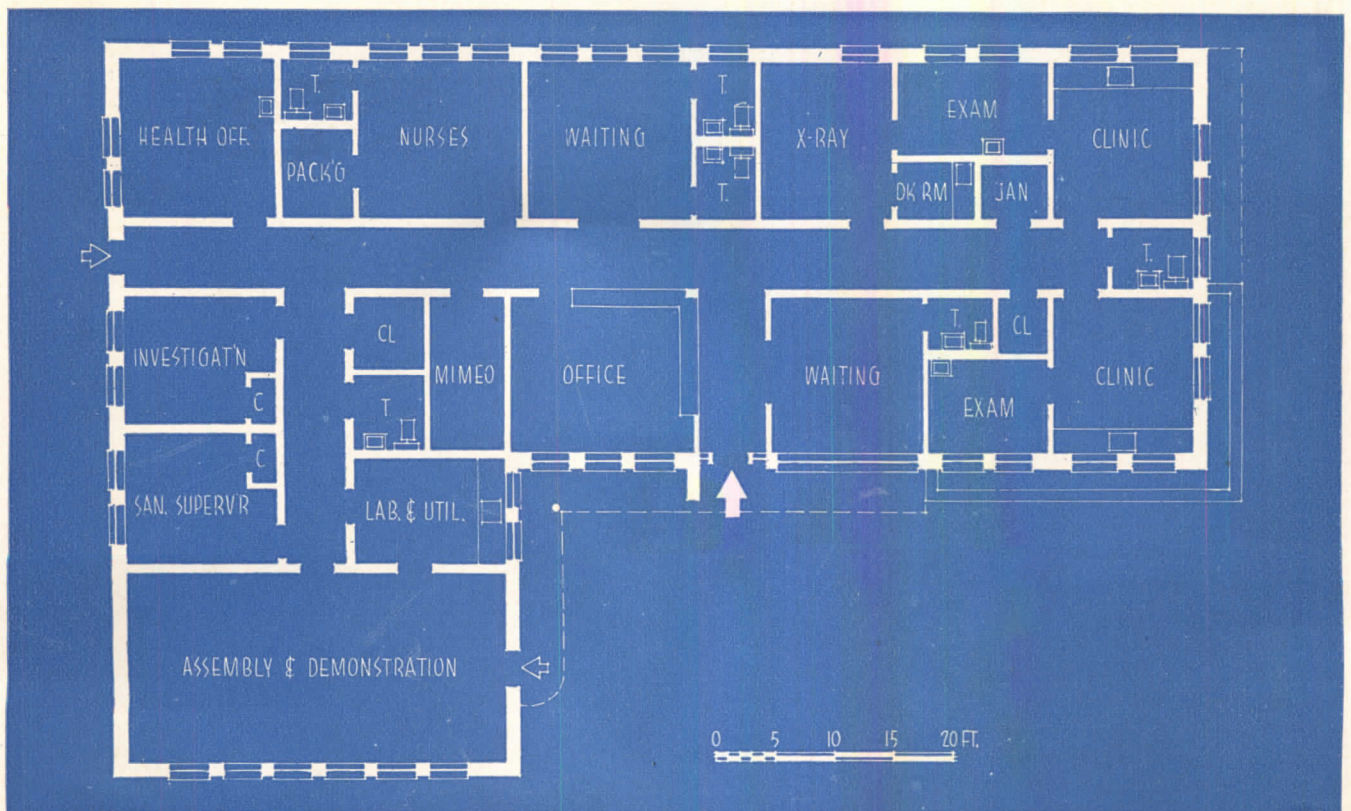 T.
T.
EXAM
HEALTH OFF.
NURSES
WAITING
X-RAY
CLINIC
PACK'G
T.
DK RM
JAN
T.
CL
T.
CL
INVESTIGAT'N
MIMEO
OFFICE
WAITING
CLINIC
C
T.
EXAM
C
SAN. SUPERV'R
LAB. & UTIL.
ASSEMBLY & DEMONSTRATION
0 5 10 15 20 FT.